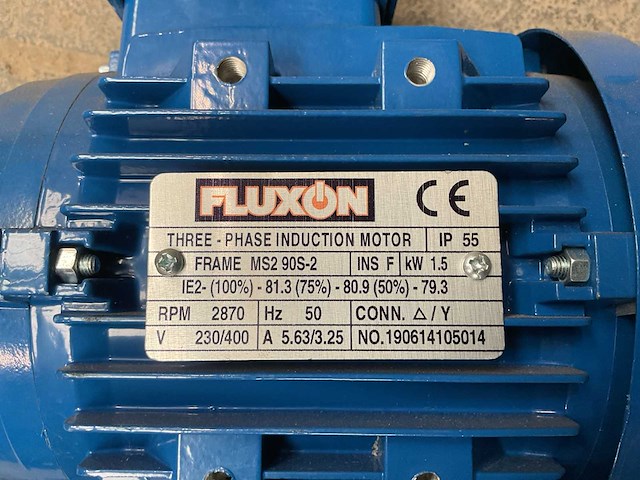 FLUXON CE
THREE - PHASE INDUCTION MOTOR IP 55
FRAME MS2 90S-2 INS F kW 1.5
IE2- (100%) - 81.3 (75%) - 80.9 (50%) - 79.3
RPM 2870 Hz 50 CONN. △ / Y
V 230/400 A 5.63/3.25 NO.190614105014